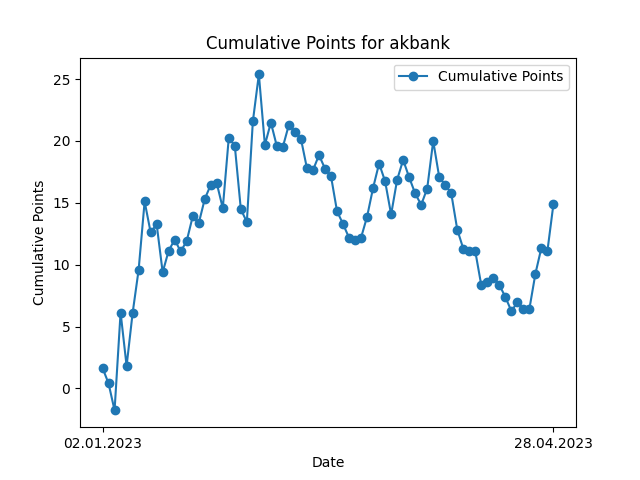 Cumulative Points for akbank
Cumulative Points
25
20
15
10
5
0
Cumulative Points
02.01.2023
28.04.2023
Date